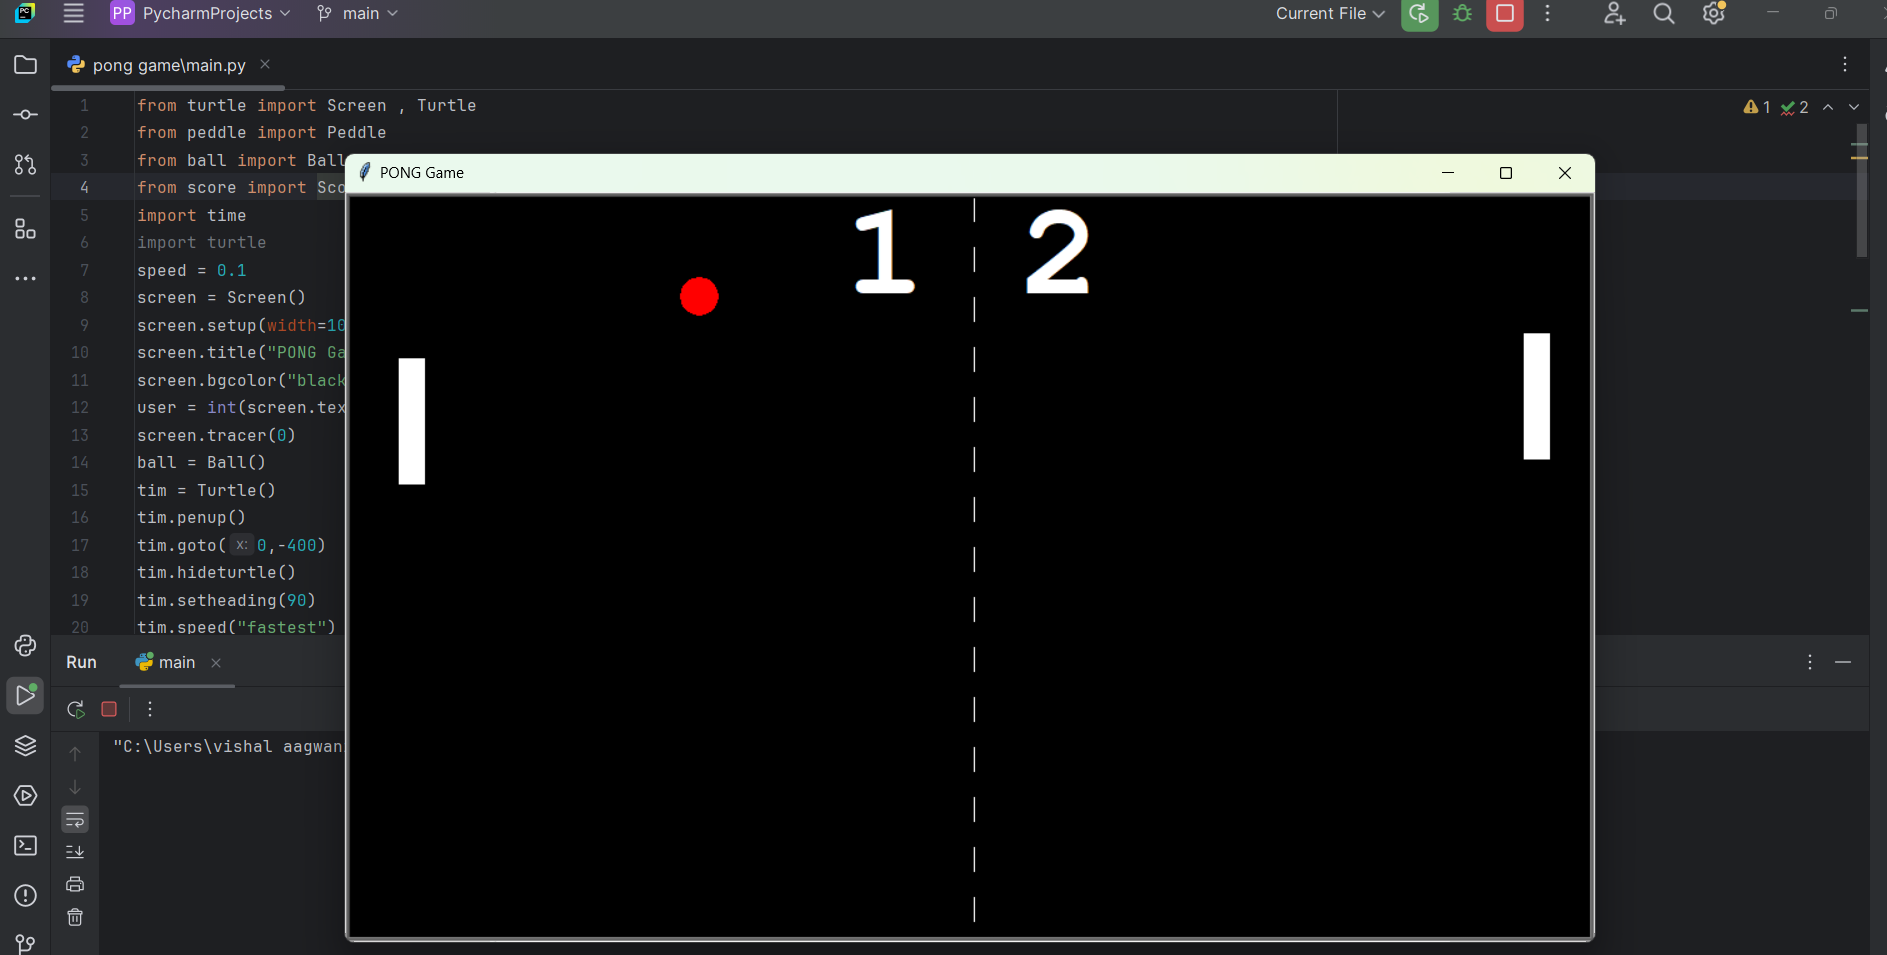 PC
PP PycharmProjects main Current File
pong game\main.py
1 from turtle import Screen , Turtle
⚠1 2
2 from peddle import Peddle
3 from ball import Ball
4 from score import Sco
5 import time
6 import turtle
7 speed = 0.1
8 screen = Screen()
9 screen.setup(width=10
10 screen.title("PONG Ga
11 screen.bgcolor("black
12 user = int(screen.tex
13 screen.tracer(0)
14 ball = Ball()
15 tim = Turtle()
16 tim.penup()
17 tim.goto( x: 0,-400)
18 tim.hideturtle()
19 tim.setheading(90)
20 tim.speed("fastest")
PONG Game
1 2
Run main
"C:\Users\vishal aagwan